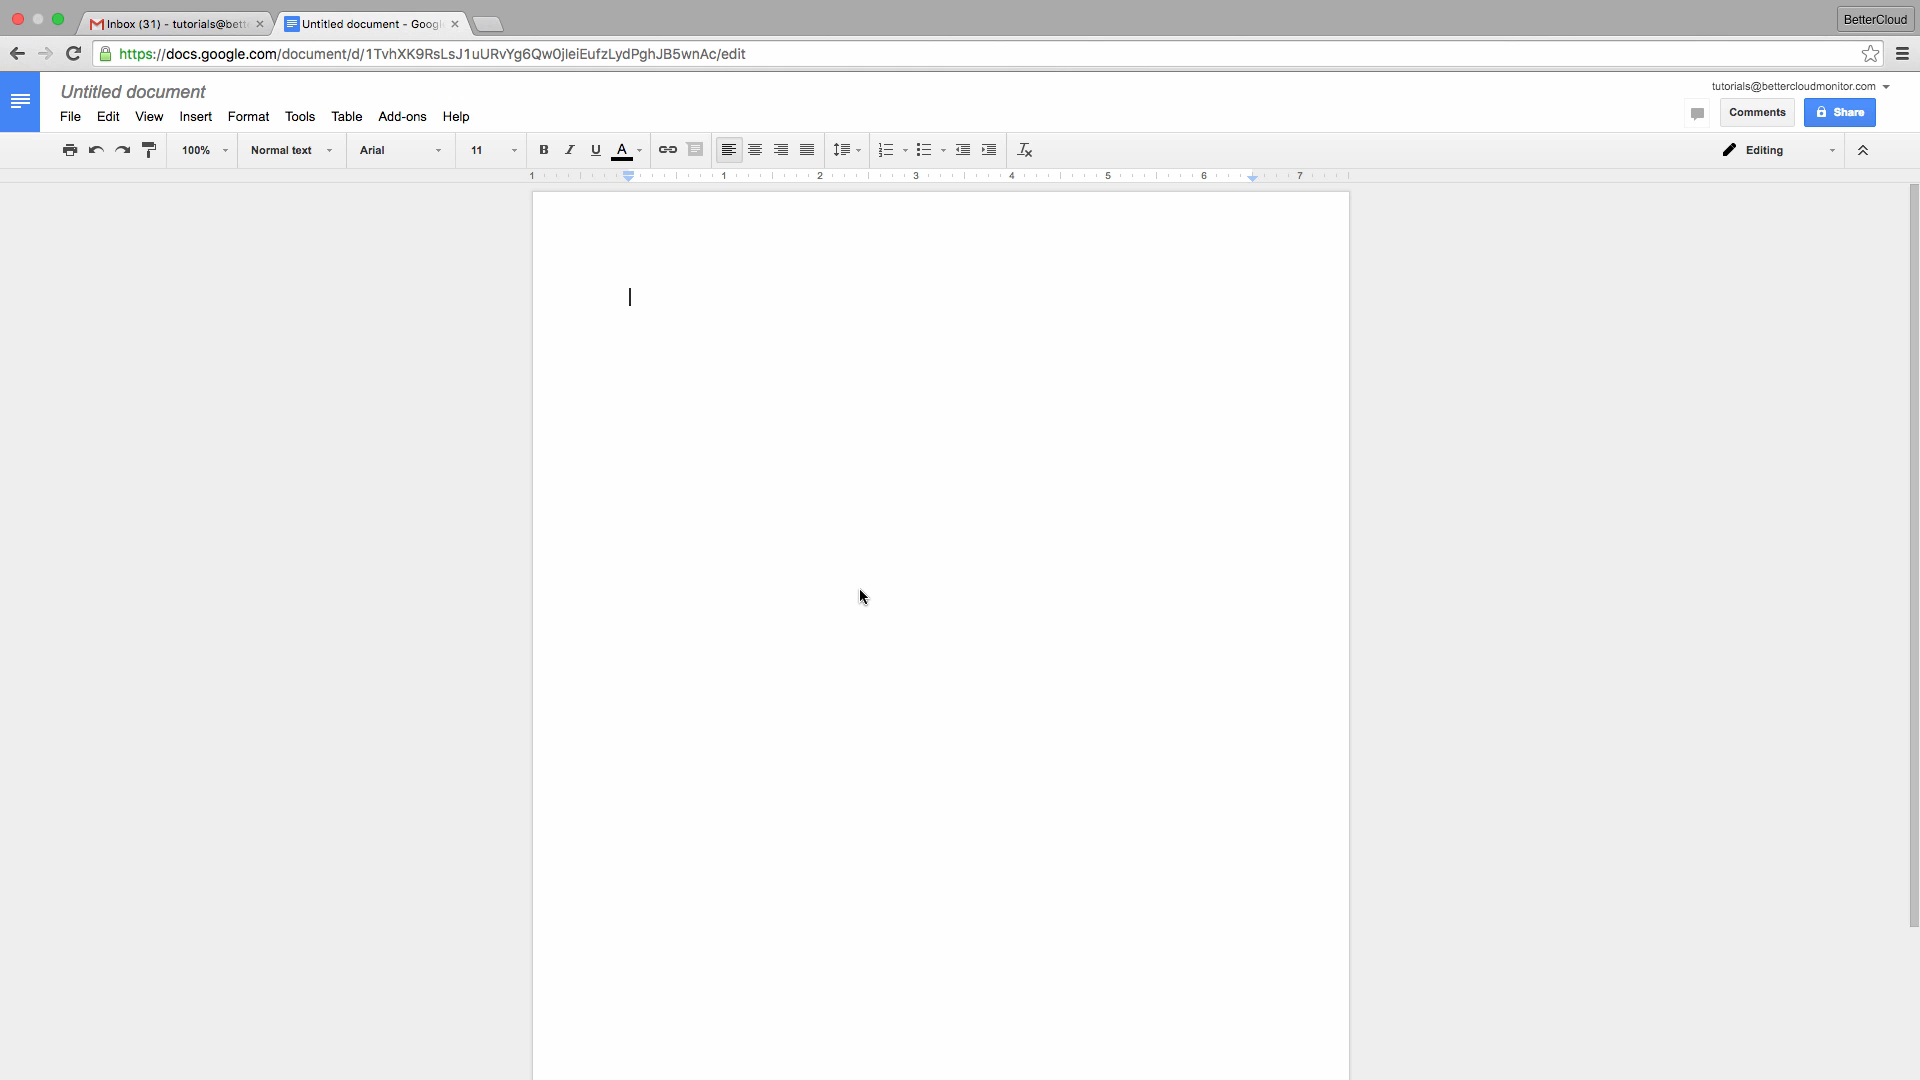 Inbox (31) - tutorials@bett
Untitled document - Googl
BetterCloud
https://docs.google.com/document/d/1TvhXK9RsLsJ1uURvYg6Qw0jleiEufzLydPghJB5wnAc/edit
Untitled document
tutorials@bettercloudmonitor.com
File Edit View Insert Format Tools Table Add-ons Help
Comments
Share
100% Normal text Arial 11 B I U A Editing
1 1 2 3 4 5 6 7